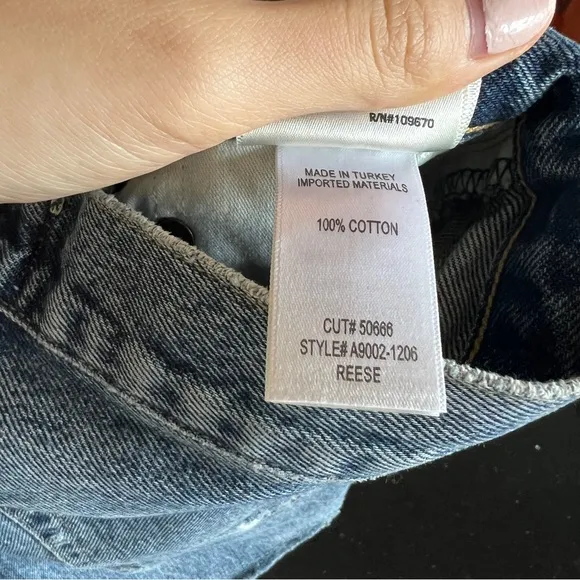 R/N#109670
MADE IN TURKEY
IMPORTED MATERIALS
100% COTTON
CUT# 50666
STYLE# A9002-1206
REESE